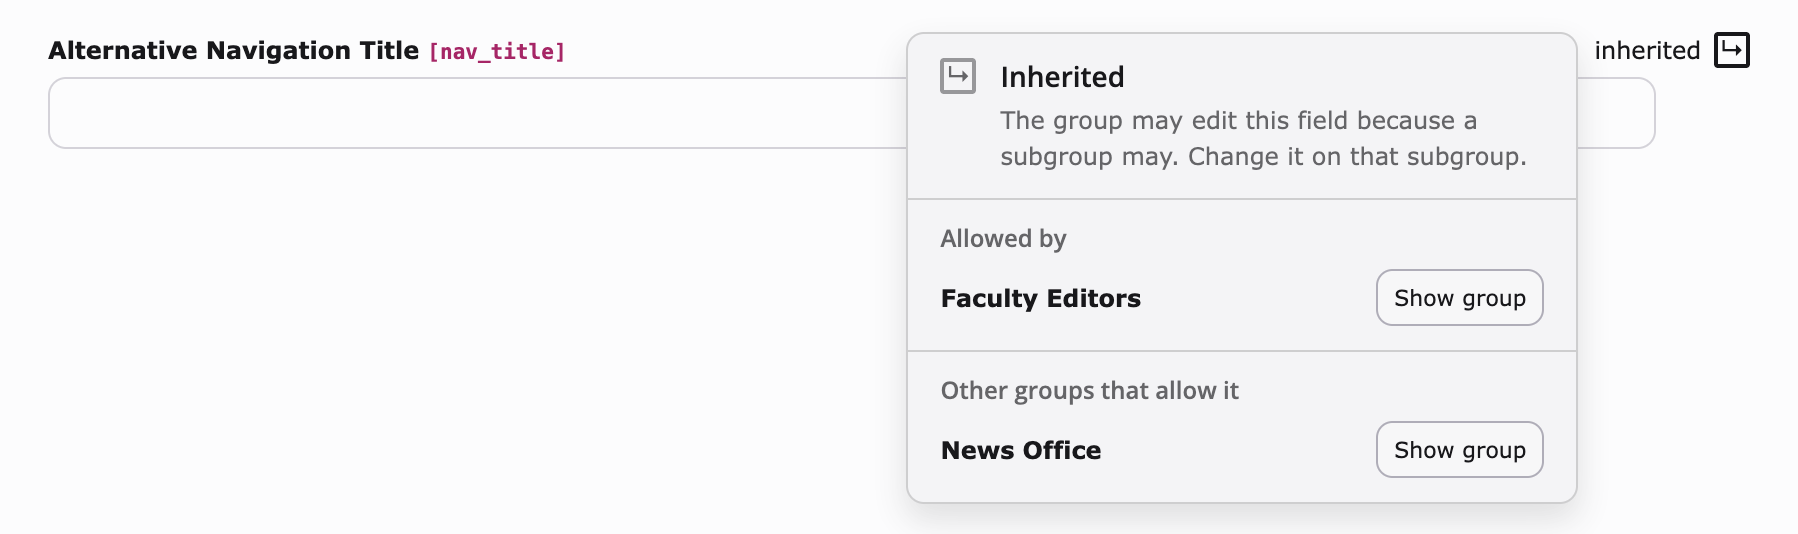 Alternative Navigation Title [nav_title]
inherited
Inherited
The group may edit this field because a
subgroup may. Change it on that subgroup.
Allowed by
Faculty Editors
Show group
Other groups that allow it
News Office
Show group